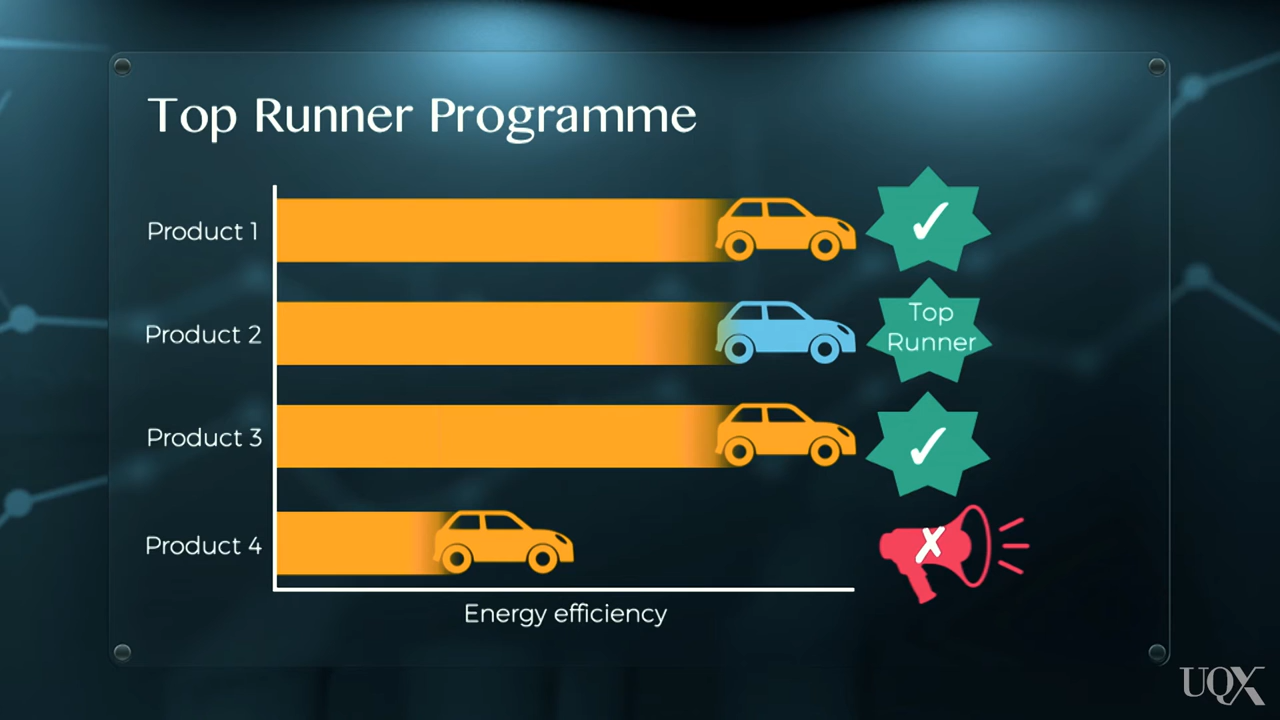 Top Runner Programme
Product 1
Product 2
Top
Runner
Product 3
Product 4
Energy efficiency
UQX